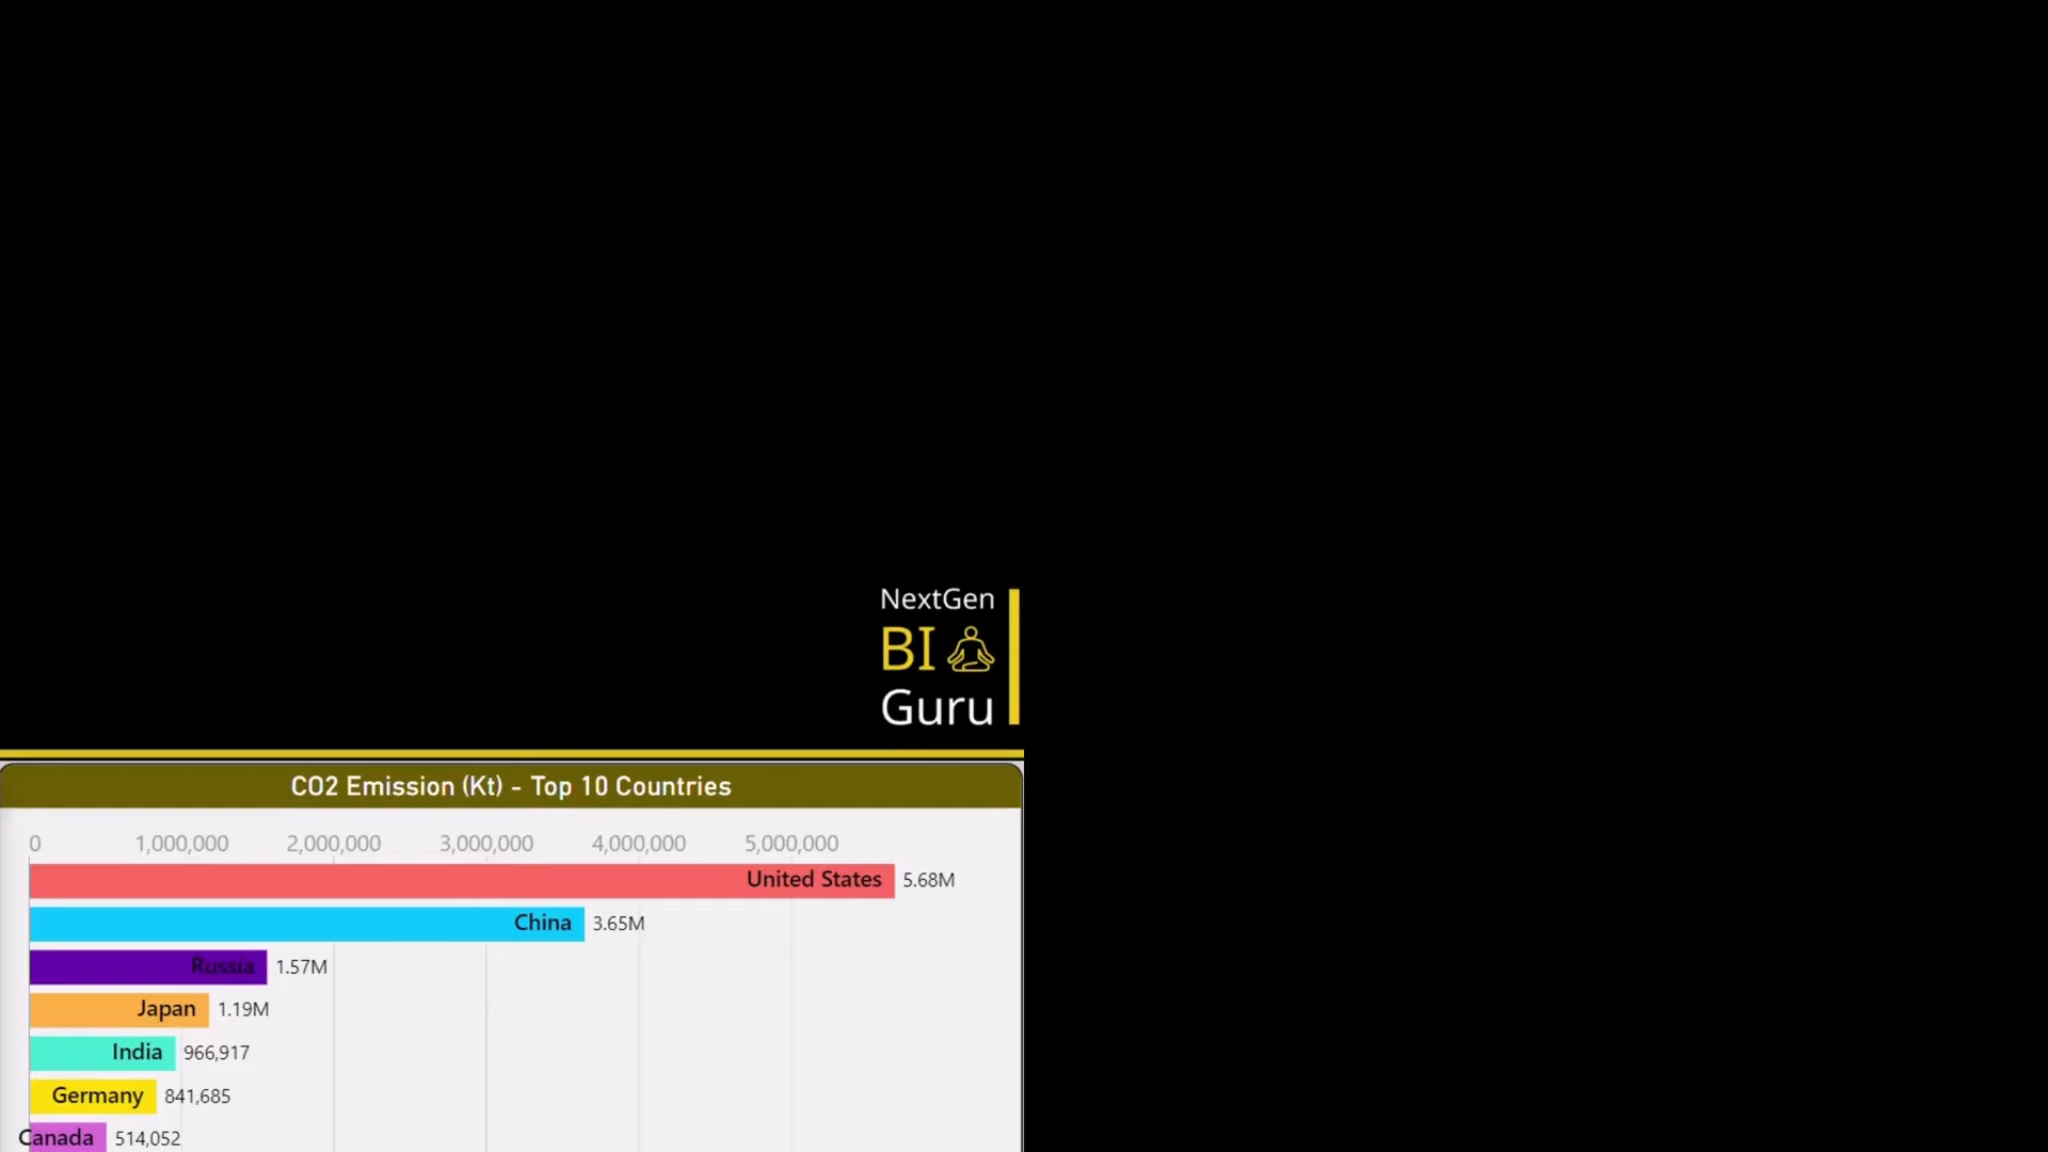 NextGen
BI
Guru
CO2 Emission (Kt) - Top 10 Countries
0 1,000,000 2,000,000 3,000,000 4,000,000 5,000,000
United States 5.68M
China 3.65M
Russia 1.57M
Japan 1.19M
India 966,917
Germany 841,685
Canada 514,052